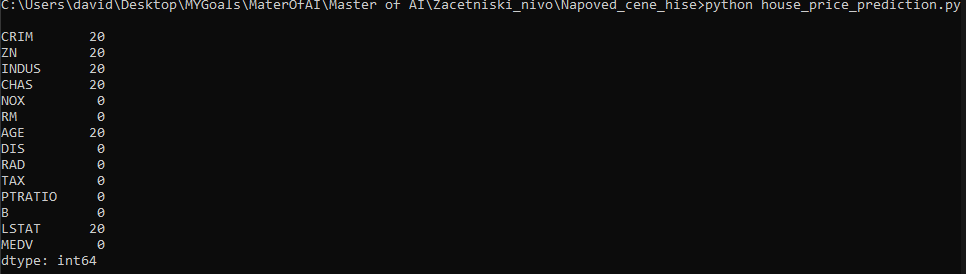 C:\Users\david\Desktop\MYGoals\MaterOfAI\Master of AI\Zacetniski_nivo\Napoved_cene_hise>python house_price_prediction.py
CRIM 20
ZN 20
INDUS 20
CHAS 20
NOX 0
RM 0
AGE 20
DIS 0
RAD 0
TAX 0
PTRATIO 0
B 0
LSTAT 20
MEDV 0
dtype: int64